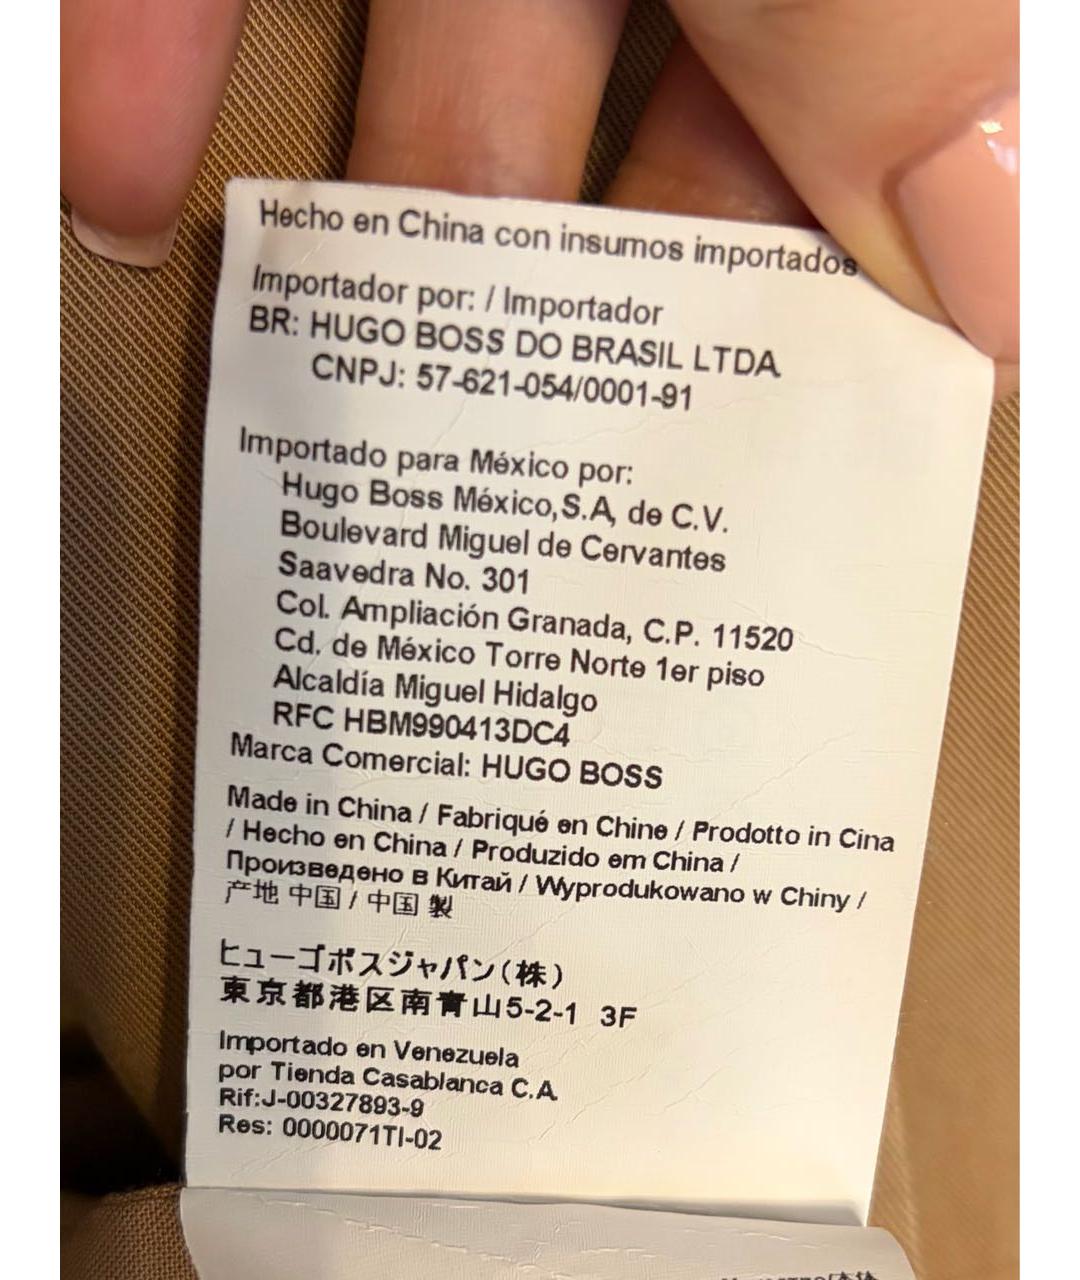 Hecho en China con insumos importados
Importador por: / Importador
BR: HUGO BOSS DO BRASIL LTDA
CNPJ: 57-621-054/0001-91
Importado para México por:
Hugo Boss México,S.A, de C.V.
Boulevard Miguel de Cervantes
Saavedra No. 301
Col. Ampliación Granada, C.P. 11520
Cd. de México Torre Norte 1er piso
Alcaldía Miguel Hidalgo
RFC HBM990413DC4
Marca Comercial: HUGO BOSS
Made in China / Fabriqué en Chine / Prodotto in Cina
/ Hecho en China / Produzido em China /
Произведено в Китай / Wyprodukowano w Chiny /
产地 中国 / 中国 製
ヒューゴボスジャパン(株)
東京都港区南青山5-2-1 3F
Importado en Venezuela
por Tienda Casablanca C.A.
Rif:J-00327893-9
Res: 0000071TI-02